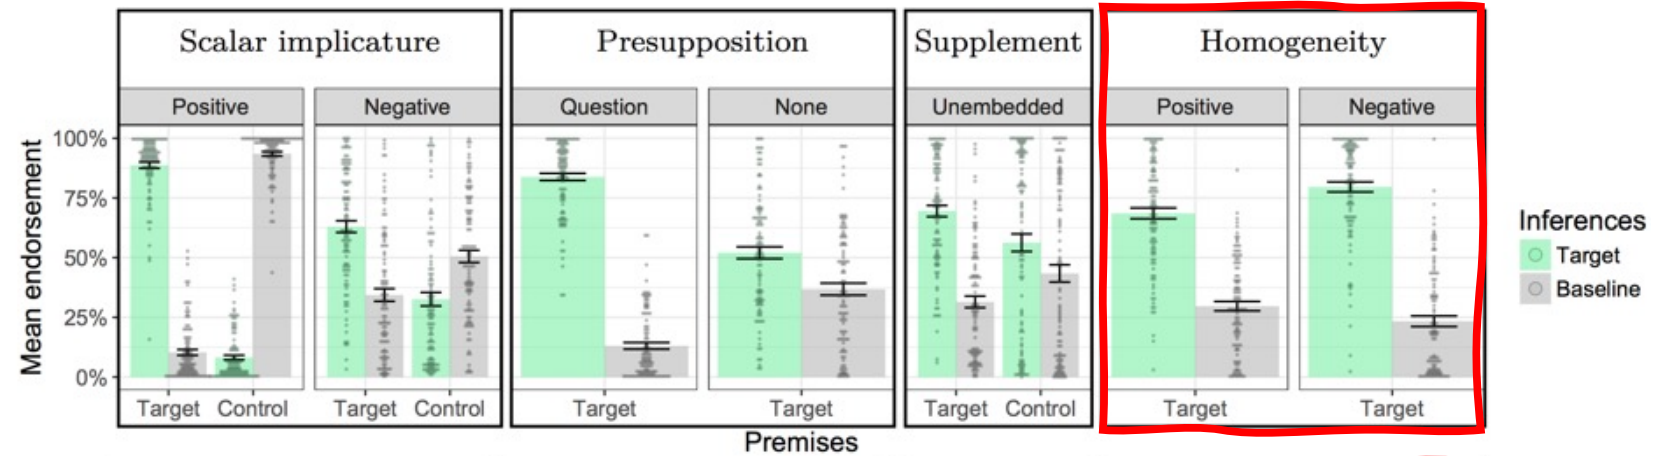 Scalar implicature
Presupposition
Supplement
Homogeneity
Positive
Negative
Question
None
Unembedded
Positive
Negative
Mean endorsement
100%
75%
50%
25%
0%
Target Control
Target Control
Target
Target
Target Control
Target
Target
Premises
Inferences
Target
Baseline